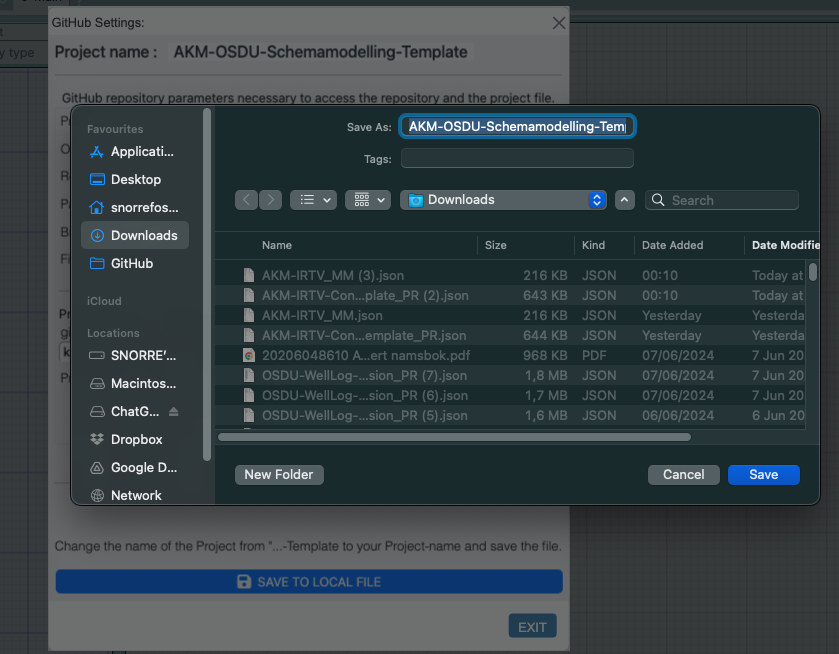 y type
GitHub Settings:
Project name : AKM-OSDU-Schemamodelling-Template
GitHub repository parameters necessary to access the repository and the project file.
Favourites
Applicati...
Desktop
snorrefos...
Downloads
GitHub
iCloud
Locations
SNORRE'...
Macintos...
ChatG...
Dropbox
Google D...
Network
Save As: AKM-OSDU-Schemamodelling-Temp
Tags:
Downloads
Search
Name Size Kind Date Added Date Modifie
AKM-IRTV_MM (3).json 216 KB JSON 00:10 Today at
AKM-IRTV-Con...plate_PR (2).json 643 KB JSON 00:10 Today at
AKM-IRTV_MM.json 216 KB JSON Yesterday Yesterda
AKM-IRTV-Con...emplate_PR.json 644 KB JSON Yesterday Yesterda
20206048610 A...ert namsbok.pdf 968 KB PDF 07/06/2024 7 Jun 20
OSDU-WellLog-...sion_PR (7).json 1,8 MB JSON 07/06/2024 7 Jun 20
OSDU-WellLog-...sion_PR (6).json 1,7 MB JSON 07/06/2024 7 Jun 20
OSDU-WellLog-...sion_PR (5).json 1,6 MB JSON 06/06/2024 6 Jun 20
New Folder
Cancel
Save
Change the name of the Project from "...-Template to your Project-name and save the file.
SAVE TO LOCAL FILE
EXIT